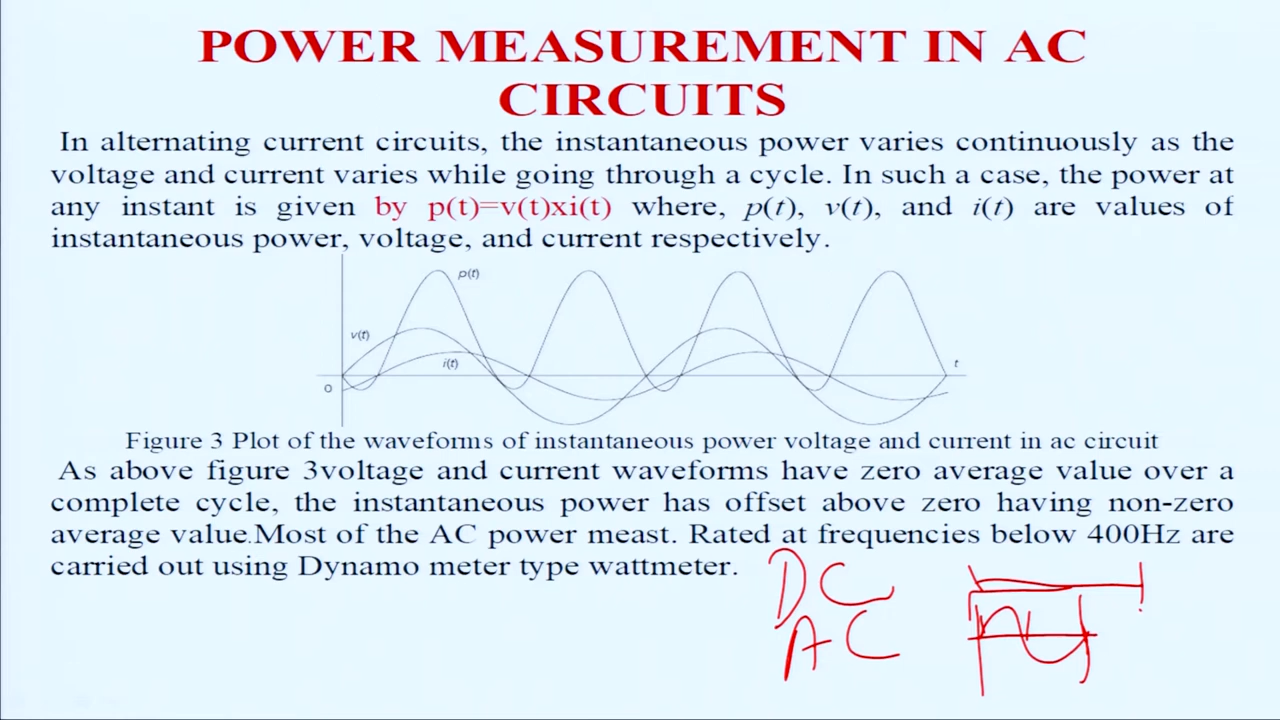 POWER MEASUREMENT IN AC
CIRCUITS
In alternating current circuits, the instantaneous power varies continuously as the
voltage and current varies while going through a cycle. In such a case, the power at
any instant is given by p(t)=v(t)xi(t) where, p(t), v(t), and i(t) are values of
instantaneous power, voltage, and current respectively.
p(t)
v(t)
i(t)
t
O
Figure 3 Plot of the waveforms of instantaneous power voltage and current in ac circuit
As above figure 3voltage and current waveforms have zero average value over a
complete cycle, the instantaneous power has offset above zero having non-zero
average value.Most of the AC power meast. Rated at frequencies below 400Hz are
carried out using Dynamo meter type wattmeter.
DC
AC